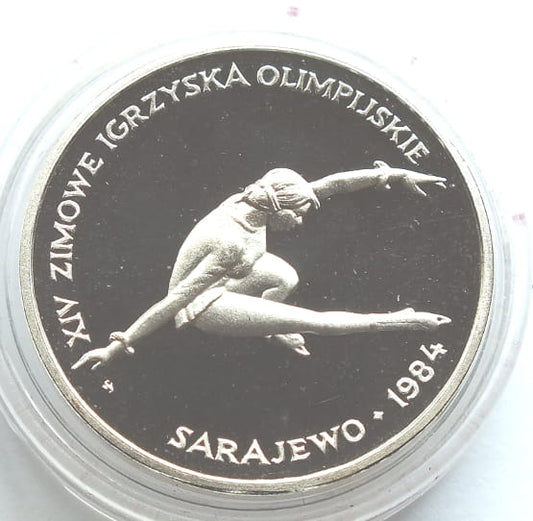 XIV ZIMOWE IGRZYSKA OLIMPIJSKIE
SARAJEWO • 1984